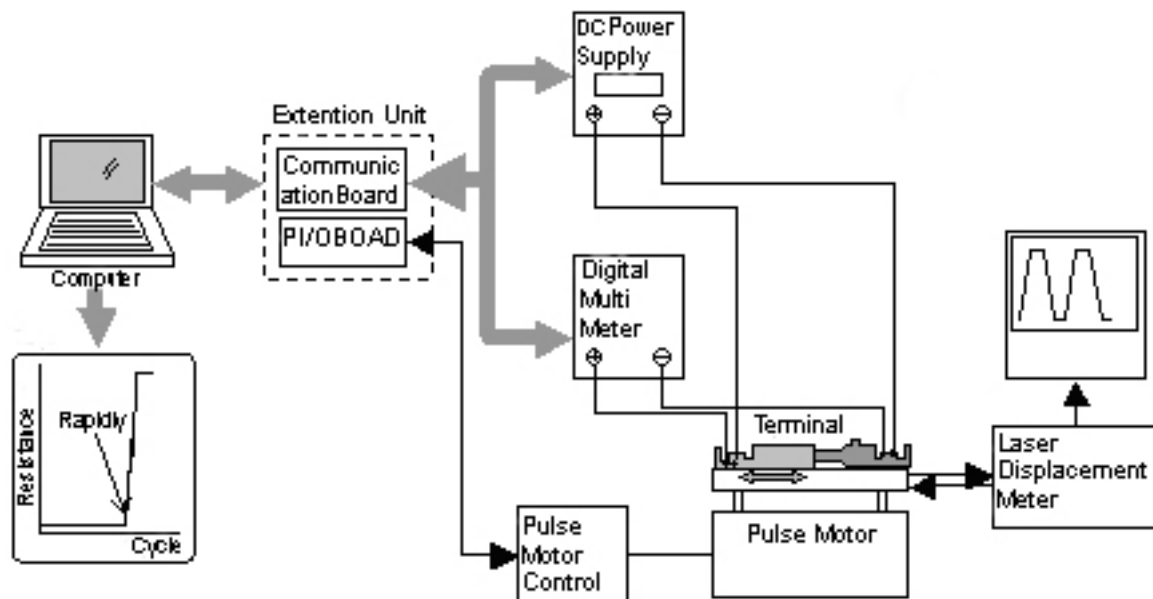 DC Power
Supply
Extention Unit
Communic
ation Board
PI/OBOAD
Computer
Digital
Multi
Meter
Resistance
Rapidly
Cycle
Terminal
Laser
Displacement
Meter
Pulse
Motor
Control
Pulse Motor